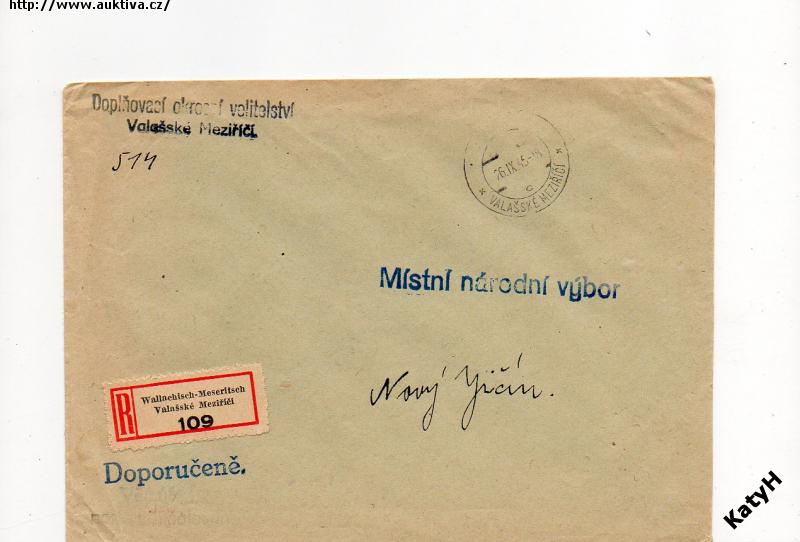 http://www.auktiva.cz/
Doplňovací okresní velitelství
Valašské Meziříčí.
514
26.IX.45-18
* VALAŠSKÉ MEZIŘÍČÍ *
c
Místní národní výbor
Nový Jičín.
R
Wallachisch-Meseritsch
Valašské Meziříčí
109
Doporučeně.
KatyH